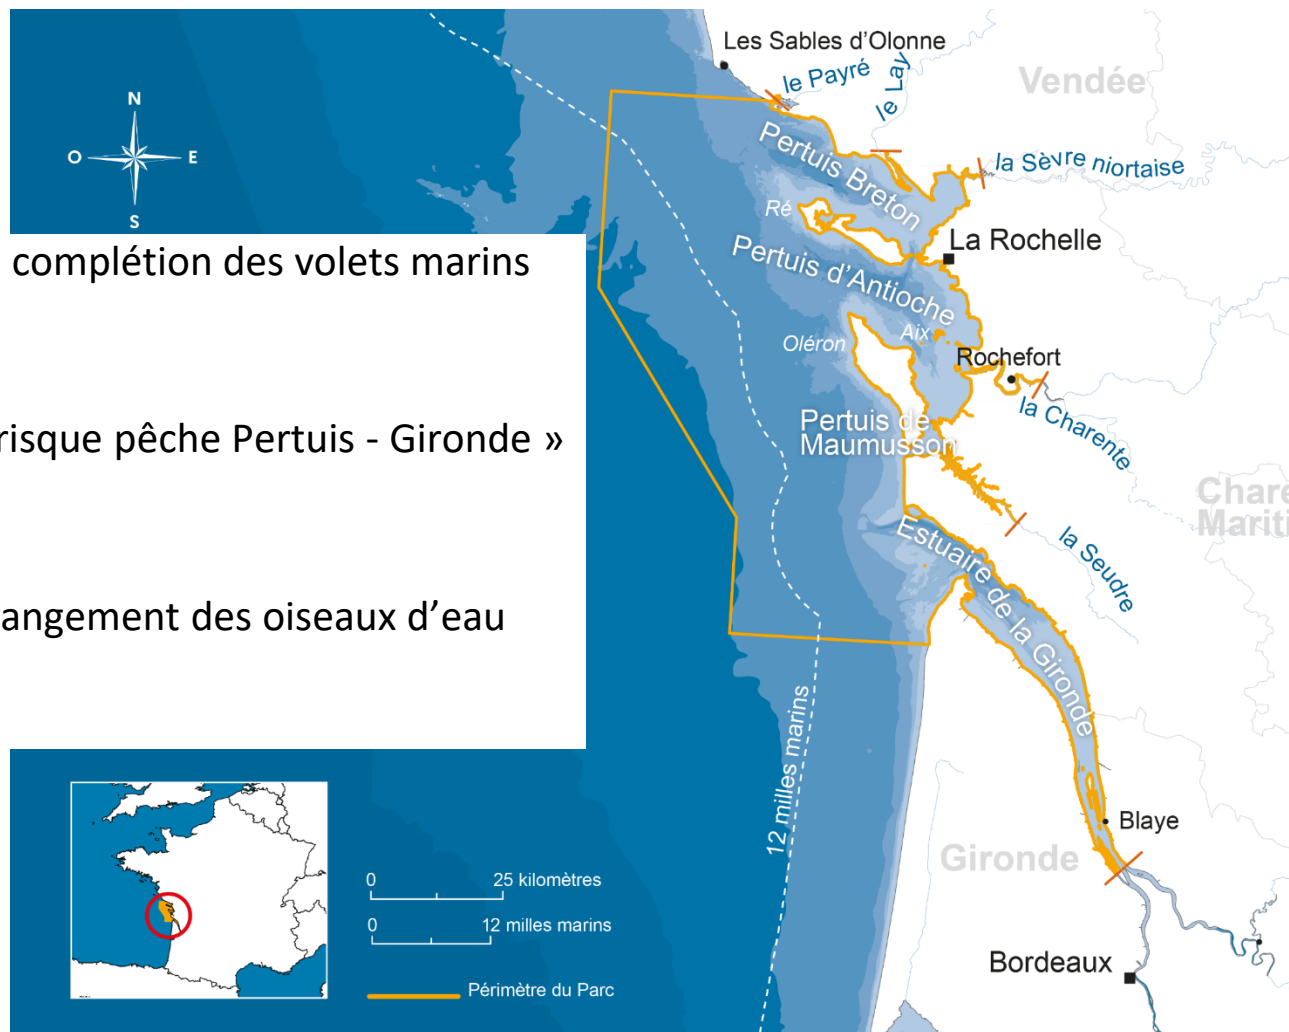 Les Sables d'Olonne
le Payré
le Lay
Vendée
N
O
E
S
Pertuis Breton
la Sèvre niortaise
Ré
La Rochelle
complétion des volets marins
Pertuis d'Antioche
Aix
Oléron
Rochefort
la Charente
Pertuis de
Maumusson
risque pêche Pertuis - Gironde »
Chare
Mariti
Estuaire de la Gironde
la Seudre
angement des oiseaux d'eau
12 milles marins
Blaye
Gironde
0 25 kilomètres
0 12 milles marins
Bordeaux
Périmètre du Parc